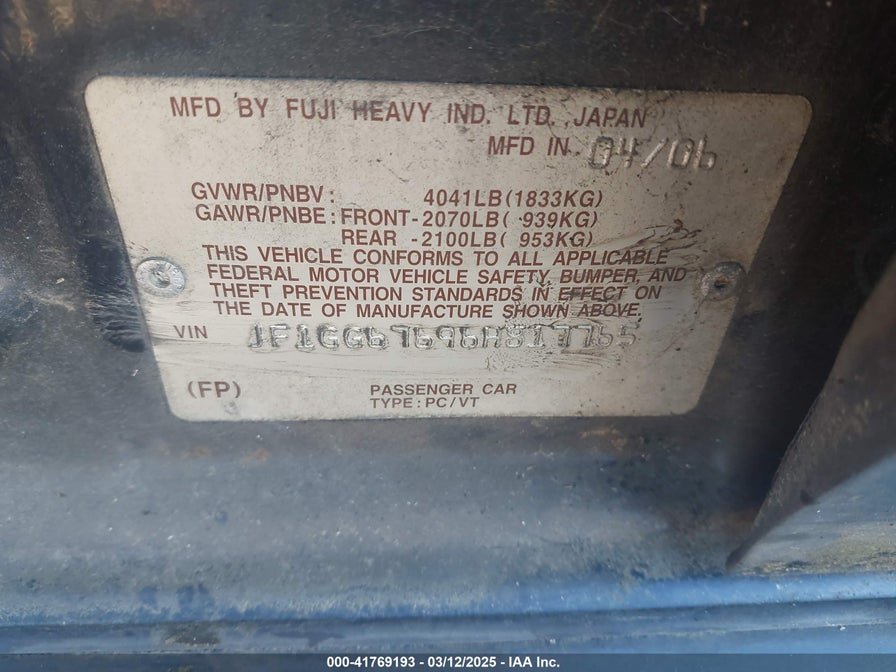 MFD BY FUJI HEAVY IND. LTD. JAPAN
MFD IN 04/06
GVWR/PNBV: 4041LB(1833KG)
GAWR/PNBE: FRONT-2070LB( 939KG)
REAR -2100LB( 953KG)
THIS VEHICLE CONFORMS TO ALL APPLICABLE
FEDERAL MOTOR VEHICLE SAFETY, BUMPER, AND
THEFT PREVENTION STANDARDS IN EFFECT ON
THE DATE OF MANUFACTURE SHOWN ABOVE.
VIN JF1GG67696H817765
(FP) PASSENGER CAR
TYPE: PC/VT
000-41769193 - 03/12/2025 - IAA Inc.